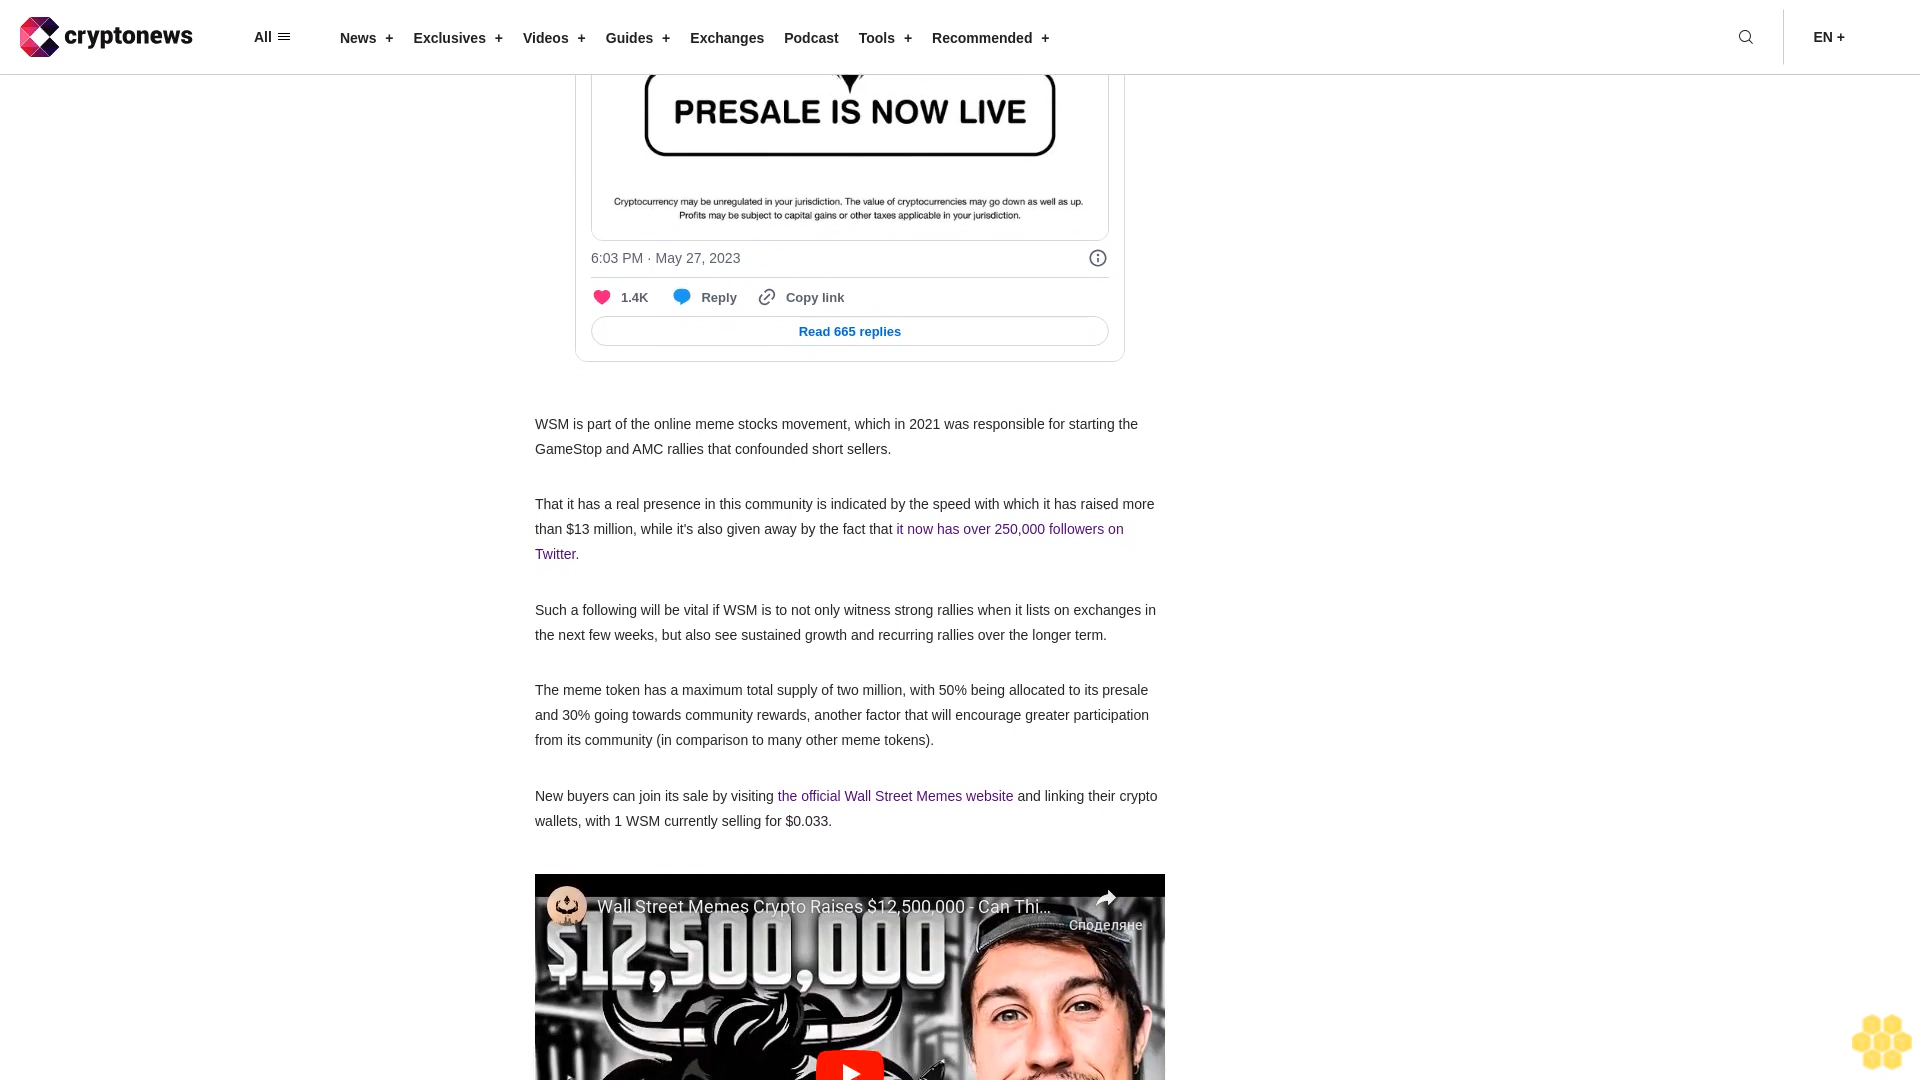 cryptonews
All
News +
Exclusives +
Videos +
Guides +
Exchanges
Podcast
Tools +
Recommended +
EN +
PRESALE IS NOW LIVE
Cryptocurrency may be unregulated in your jurisdiction. The value of cryptocurrencies may go down as well as up.
Profits may be subject to capital gains or other taxes applicable in your jurisdiction.
6:03 PM · May 27, 2023
1.4K
Reply
Copy link
Read 665 replies
WSM is part of the online meme stocks movement, which in 2021 was responsible for starting the
GameStop and AMC rallies that confounded short sellers.
That it has a real presence in this community is indicated by the speed with which it has raised more
than $13 million, while it's also given away by the fact that it now has over 250,000 followers on
Twitter.
Such a following will be vital if WSM is to not only witness strong rallies when it lists on exchanges in
the next few weeks, but also see sustained growth and recurring rallies over the longer term.
The meme token has a maximum total supply of two million, with 50% being allocated to its presale
and 30% going towards community rewards, another factor that will encourage greater participation
from its community (in comparison to many other meme tokens).
New buyers can join its sale by visiting the official Wall Street Memes website and linking their crypto
wallets, with 1 WSM currently selling for $0.033.
Wall Street Memes Crypto Raises $12,500,000 - Can Thi...
Споделяне
$12,500,000